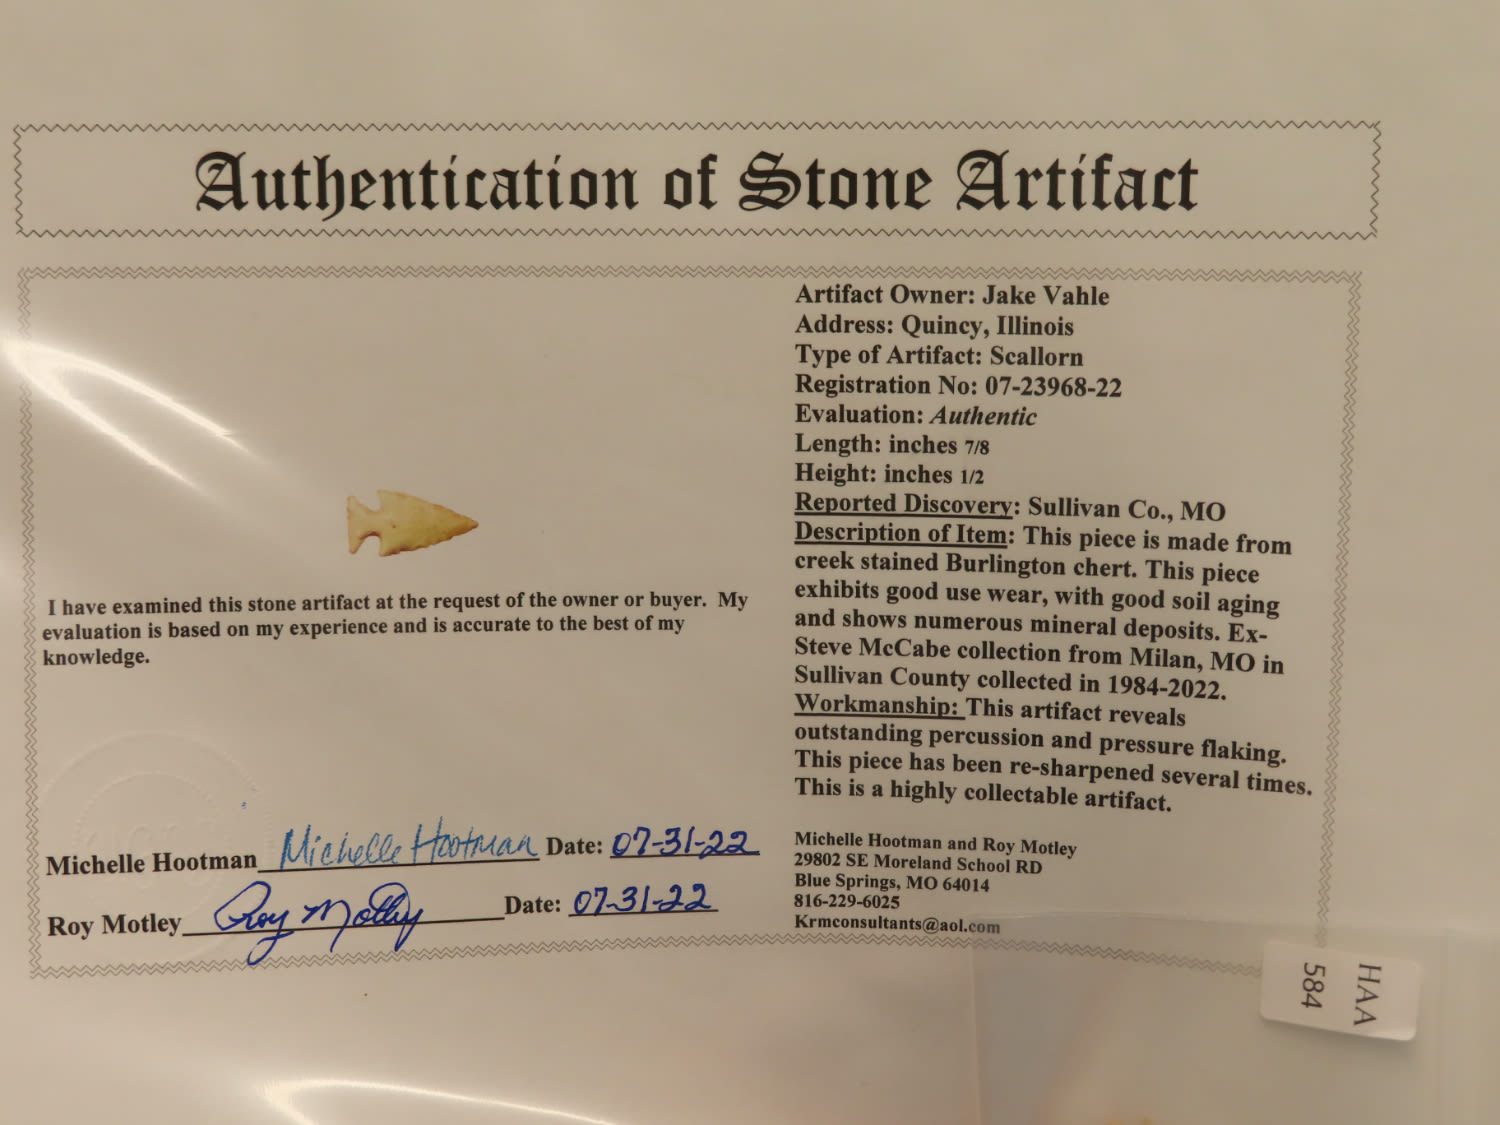 Authentication of Stone Artifact
I have examined this stone artifact at the request of the owner or buyer. My
evaluation is based on my experience and is accurate to the best of my
knowledge.
Michelle Hootman Michelle Hootman Date: 07-31-22
Roy Motley Roy Motley Date: 07-31-22
Artifact Owner: Jake Vahle
Address: Quincy, Illinois
Type of Artifact: Scallorn
Registration No: 07-23968-22
Evaluation: Authentic
Length: inches 7/8
Height: inches 1/2
Reported Discovery: Sullivan Co., MO
Description of Item: This piece is made from
creek stained Burlington chert. This piece
exhibits good use wear, with good soil aging
and shows numerous mineral deposits. Ex-
Steve McCabe collection from Milan, MO in
Sullivan County collected in 1984-2022.
Workmanship: This artifact reveals
outstanding percussion and pressure flaking.
This piece has been re-sharpened several times.
This is a highly collectable artifact.
Michelle Hootman and Roy Motley
29802 SE Moreland School RD
Blue Springs, MO 64014
816-229-6025
Krmconsultants@aol.com
HAA
584